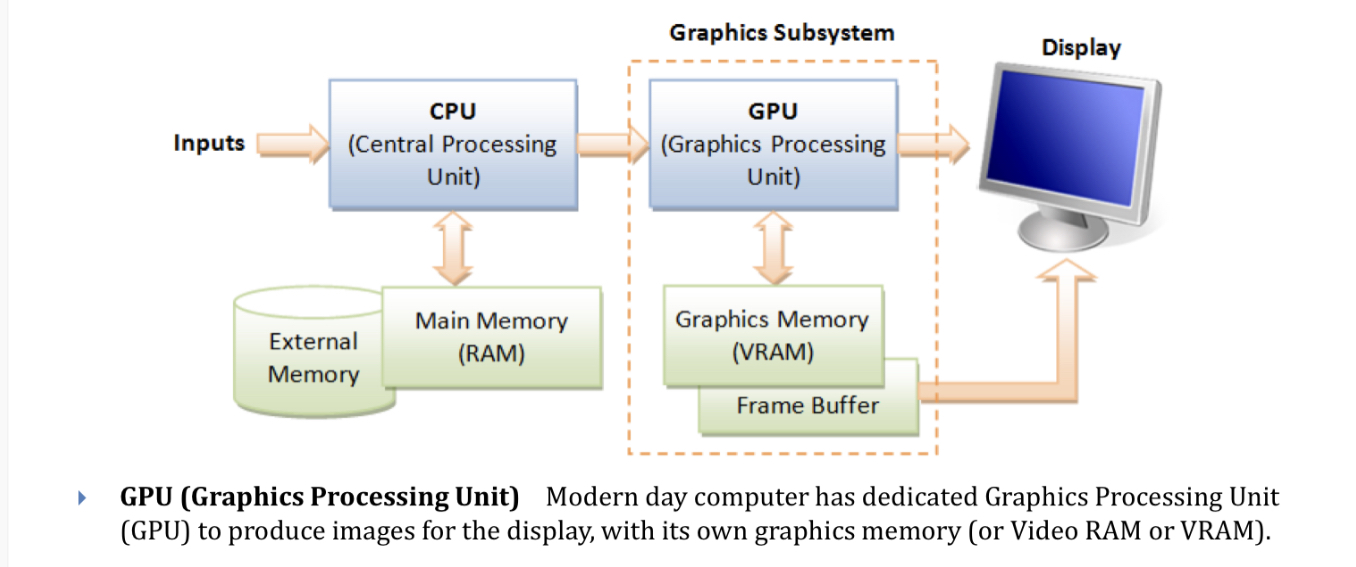 Graphics Subsystem
Display
Inputs
CPU
(Central Processing
Unit)
GPU
(Graphics Processing
Unit)
External
Memory
Main Memory
(RAM)
Graphics Memory
(VRAM)
Frame Buffer
GPU (Graphics Processing Unit) Modern day computer has dedicated Graphics Processing Unit
(GPU) to produce images for the display, with its own graphics memory (or Video RAM or VRAM).